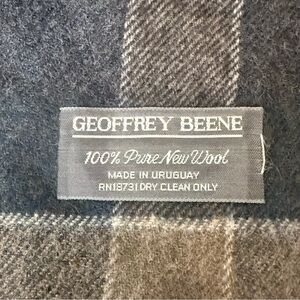 GEOFFREY BEENE
100% Pure New Wool
MADE IN URUGUAY
RN18731 DRY CLEAN ONLY